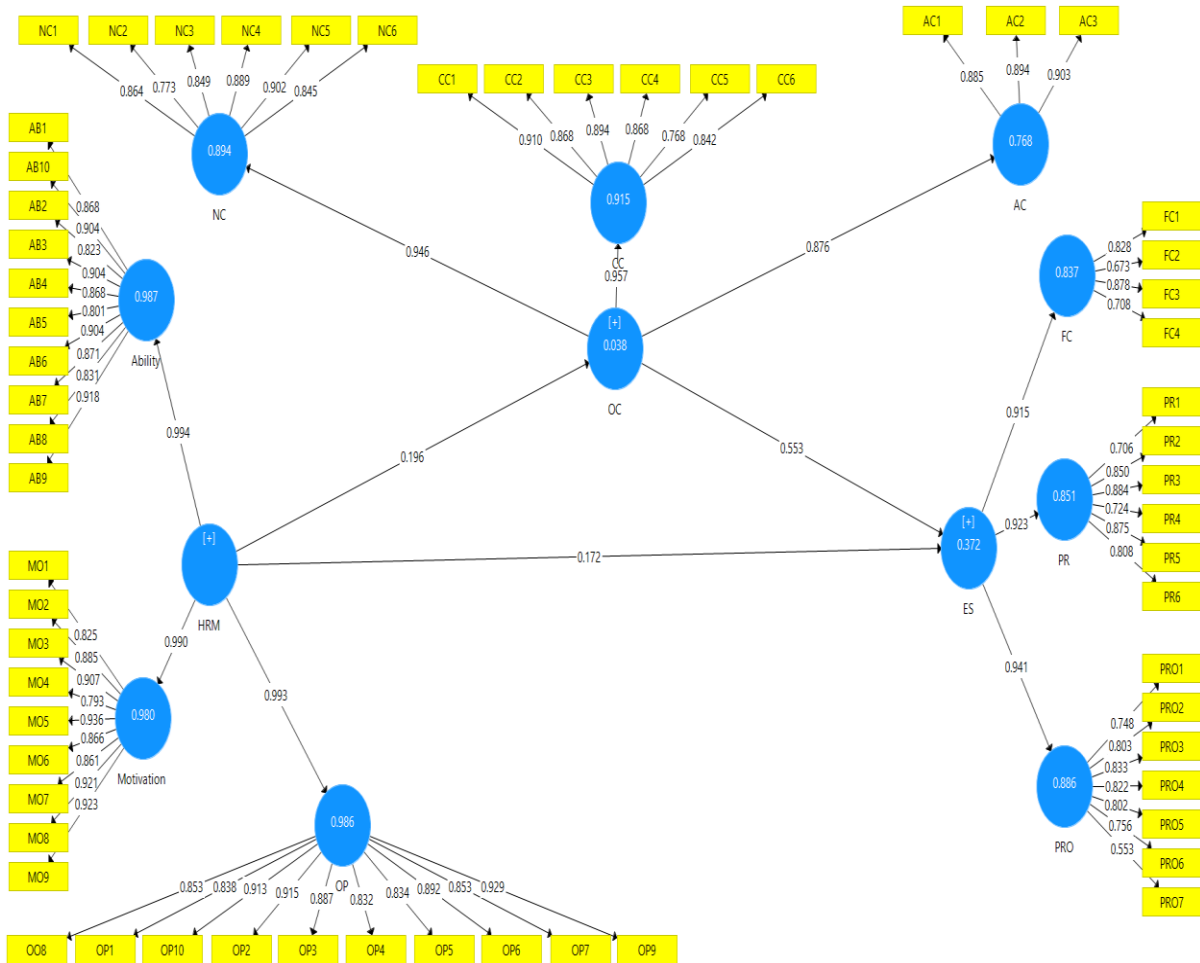 NC1 NC2 NC3 NC4 NC5 NC6
0.864 0.773 0.849 0.889 0.902 0.845
0.894
NC
CC1 CC2 CC3 CC4 CC5 CC6
0.910 0.868 0.894 0.868 0.768 0.842
0.915
CC
AC1 AC2 AC3
0.885 0.894 0.903
0.768
AC
AB1
AB10
AB2
AB3
AB4
AB5
AB6
AB7
AB8
AB9
0.868
0.904
0.823
0.904
0.868
0.801
0.904
0.871
0.831
0.918
0.987
Ability
0.946
0.957
0.876
[+]
0.038
OC
FC1
FC2
FC3
FC4
0.828
0.673
0.878
0.708
0.837
FC
0.994
0.196
0.553
0.915
[+]
HRM
0.172
[+]
0.372
ES
0.923
PR1
PR2
PR3
PR4
PR5
PR6
0.706
0.850
0.884
0.724
0.875
0.808
0.851
PR
MO1
MO2
MO3
MO4
MO5
MO6
MO7
MO8
MO9
0.825
0.885
0.907
0.793
0.936
0.866
0.861
0.921
0.923
0.980
Motivation
0.990
0.993
0.941
PRO1
PRO2
PRO3
PRO4
PRO5
PRO6
PRO7
0.748
0.803
0.833
0.822
0.802
0.756
0.553
0.886
PRO
0.986
OP
0.853 0.838 0.913 0.915 0.887 0.832 0.834 0.892 0.853 0.929
OO8 OP1 OP10 OP2 OP3 OP4 OP5 OP6 OP7 OP9